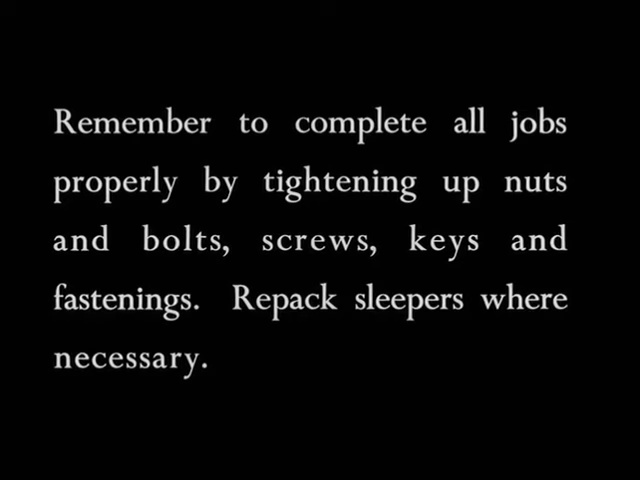 Remember to complete all jobs
properly by tightening up nuts
and bolts, screws, keys and
fastenings. Repack sleepers where
necessary.